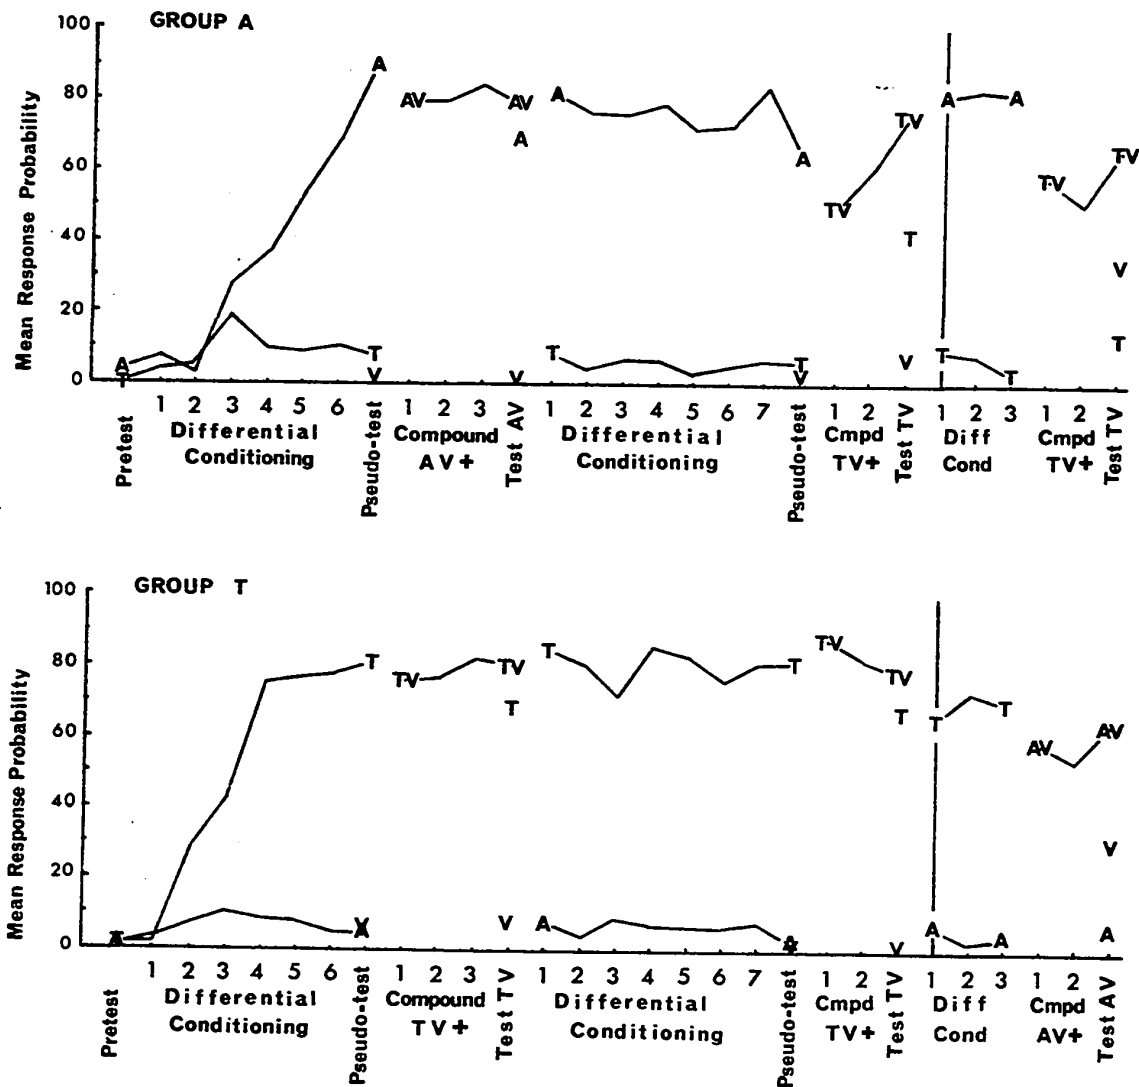 GROUP A
Mean Response Probability
100
80
60
40
20
0
A
A
AV
AV
A
A
A
TV
TV
T
A
A
TV
TV
V
T
A
T
T
V
V
T
T
V
V
T
T
Pretest
1 2 3 4 5 6
Differential
Conditioning
Pseudo-test
1 2 3
Compound
AV+
Test AV
1 2 3 4 5 6 7
Differential
Conditioning
Pseudo-test
1 2
Cmpd
TV+
Test TV
1 2 3
Diff
Cond
1 2
Cmpd
TV+
Test TV
GROUP T
Mean Response Probability
100
80
60
40
20
0
T
TV
TV
T
T
T
TV
TV
T
T
T
AV
AV
V
A
A
V
A
V
A
A
V
A
A
A
Pretest
1 2 3 4 5 6
Differential
Conditioning
Pseudo-test
1 2 3
Compound
TV+
Test TV
1 2 3 4 5 6 7
Differential
Conditioning
Pseudo-test
1 2
Cmpd
TV+
Test TV
1 2 3
Diff
Cond
1 2
Cmpd
AV+
Test AV